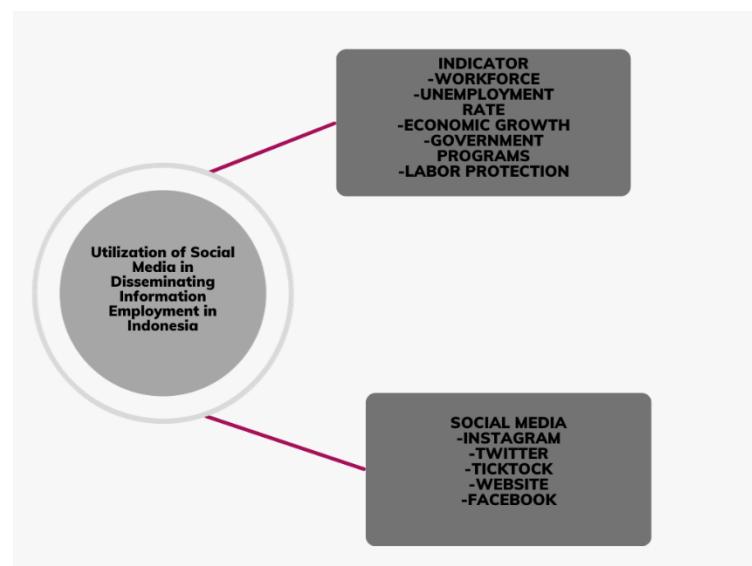 INDICATOR
-WORKFORCE
-UNEMPLOYMENT
RATE
-ECONOMIC GROWTH
-GOVERNMENT
PROGRAMS
-LABOR PROTECTION
Utilization of Social
Media in
Disseminating
Information
Employment in
Indonesia
SOCIAL MEDIA
-INSTAGRAM
-TWITTER
-TICKTOCK
-WEBSITE
-FACEBOOK